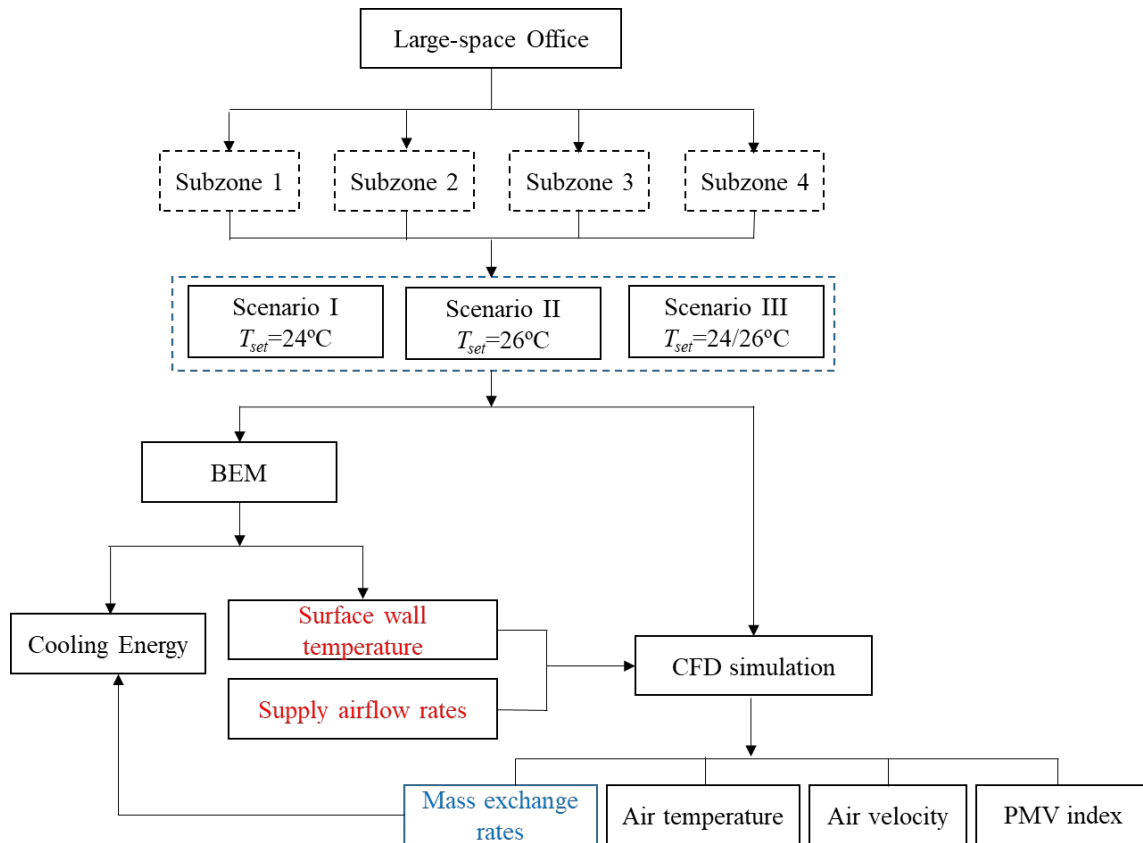 Large-space Office
Subzone 1
Subzone 2
Subzone 3
Subzone 4
Scenario I
Tset=24ºC
Scenario II
Tset=26ºC
Scenario III
Tset=24/26ºC
BEM
Cooling Energy
Surface wall
temperature
Supply airflow rates
CFD simulation
Mass exchange
rates
Air temperature
Air velocity
PMV index